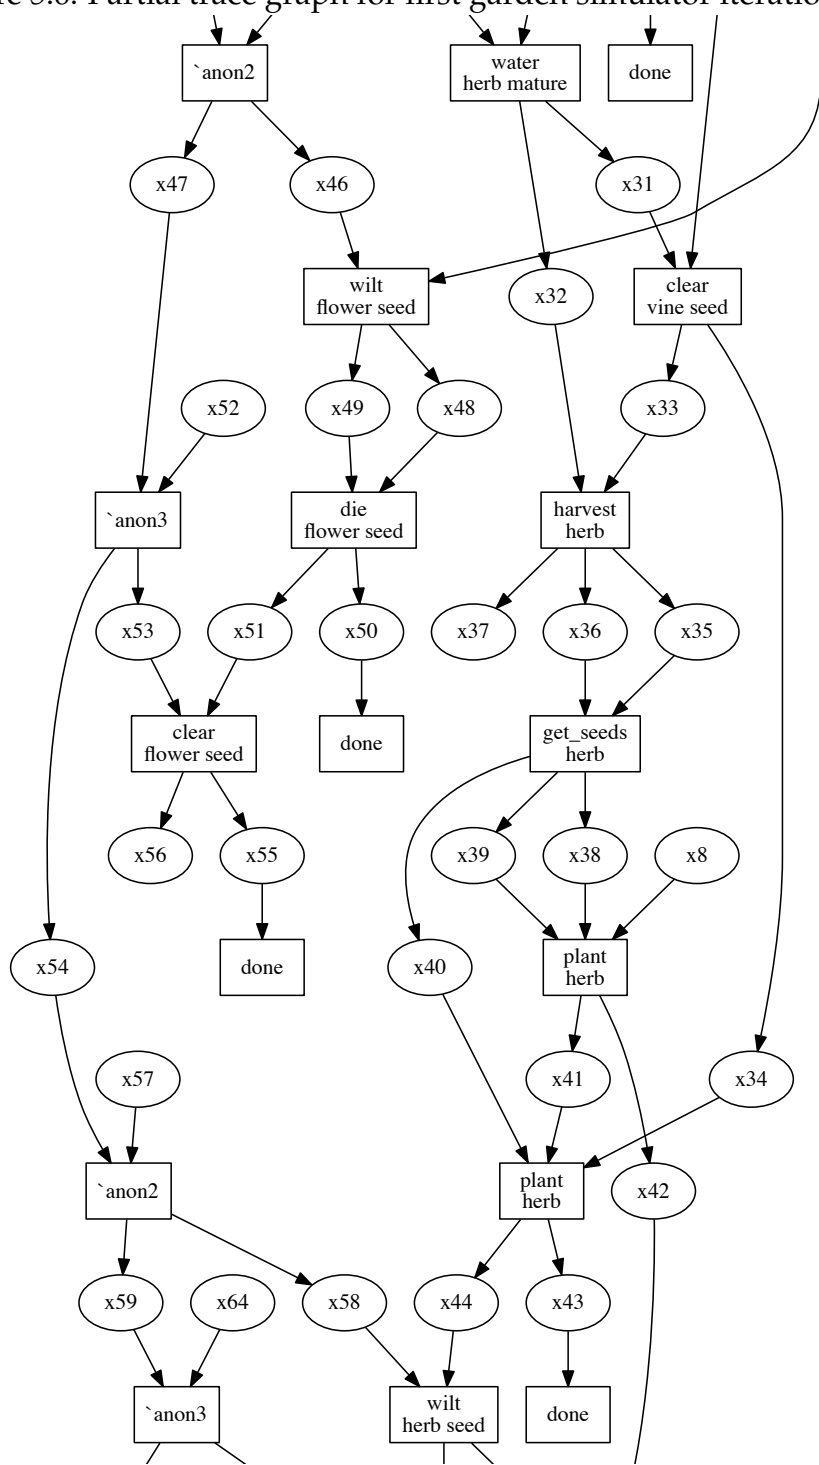 Partial trace graph for first garden simulator
`anon2
water
herb mature
done
x47
x46
x31
wilt
flower seed
x32
clear
vine seed
x52
x49
x48
x33
`anon3
die
flower seed
harvest
herb
x53
x51
x50
x37
x36
x35
clear
flower seed
done
get_seeds
herb
x56
x55
x39
x38
x8
x54
done
x40
plant
herb
x57
x41
x34
`anon2
plant
herb
x42
x59
x64
x58
x44
x43
`anon3
wilt
herb seed
done